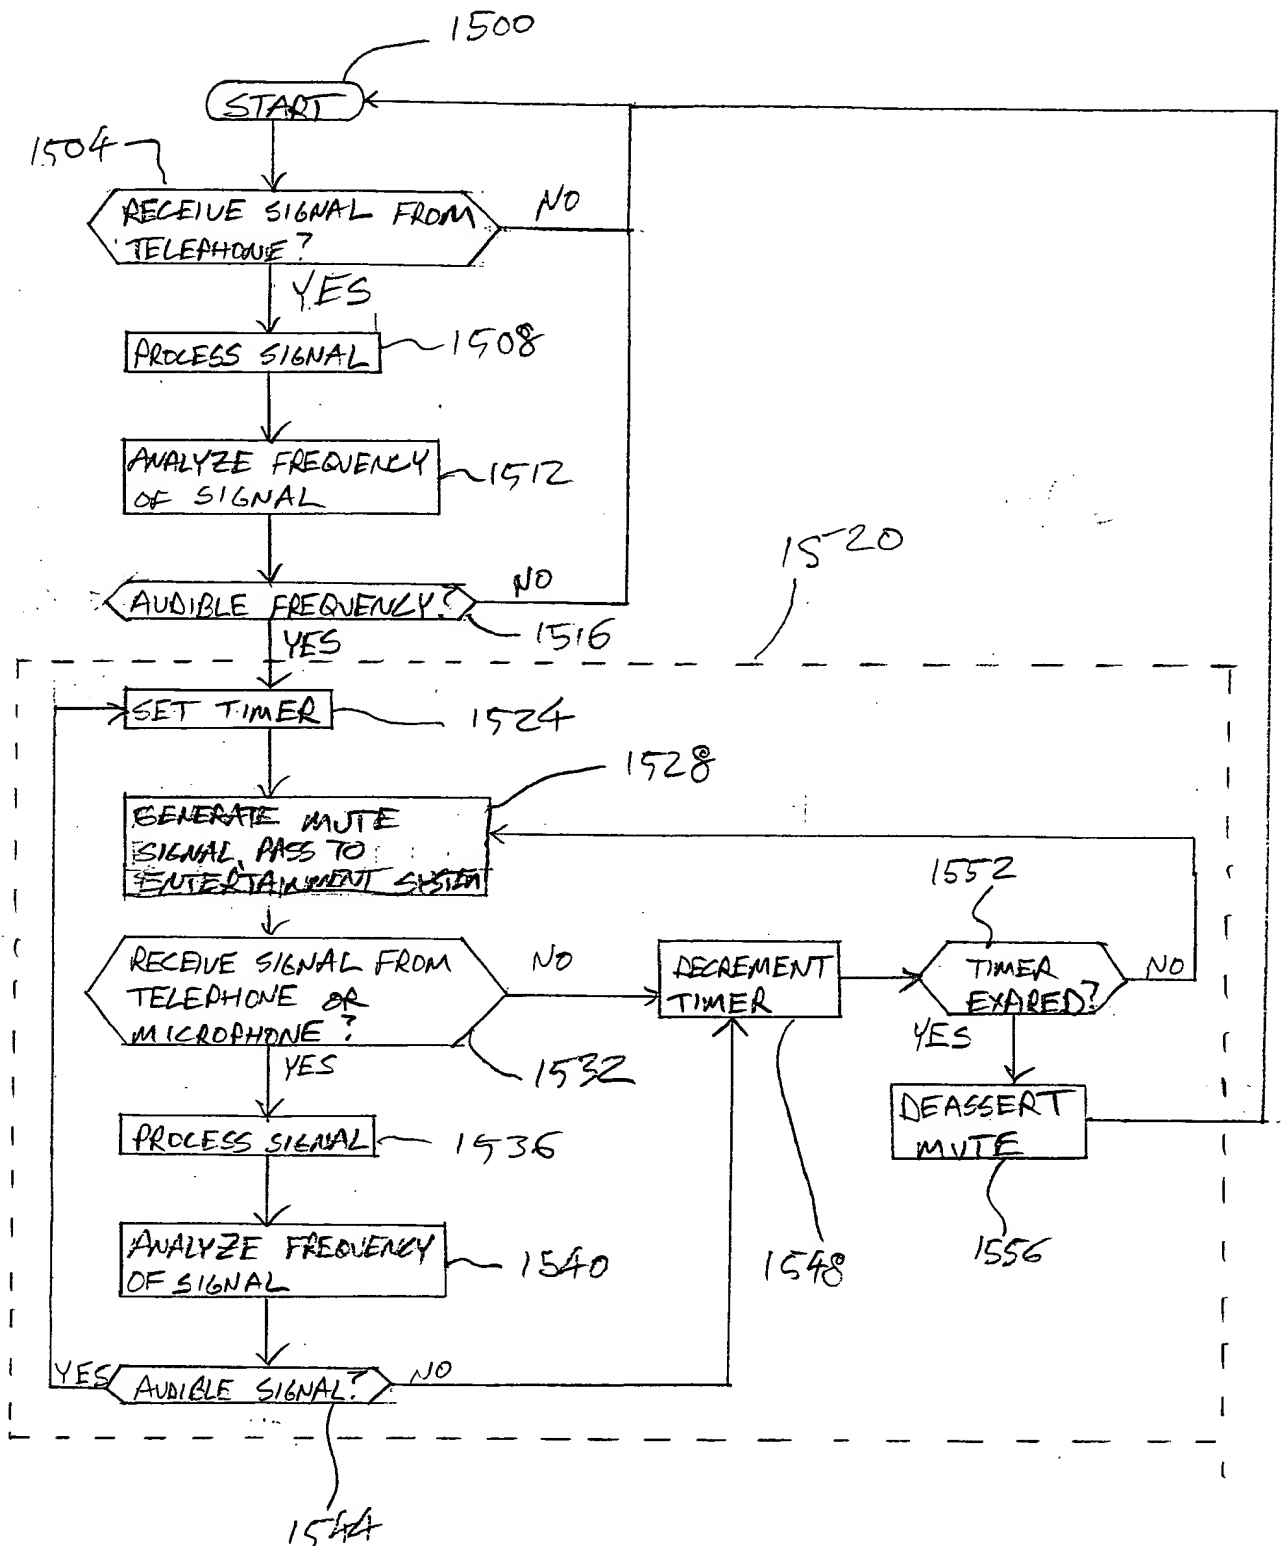 1500
START
1504
RECEIVE SIGNAL FROM
TELEPHONE?
NO
YES
PROCESS SIGNAL
1508
ANALYZE FREQUENCY
OF SIGNAL
1512
1520
AUDIBLE FREQUENCY?
NO
1516
YES
SET TIMER
1524
1528
GENERATE MUTE
SIGNAL, PASS TO
ENTERTAINMENT SYSTEM
1552
RECEIVE SIGNAL FROM
TELEPHONE OR
MICROPHONE?
NO
1532
YES
DECREMENT
TIMER
1548
TIMER
EXPIRED?
NO
YES
DEASSERT
MUTE
1556
PROCESS SIGNAL
1536
ANALYZE FREQUENCY
OF SIGNAL
1540
YES
AUDIBLE SIGNAL?
NO
1544